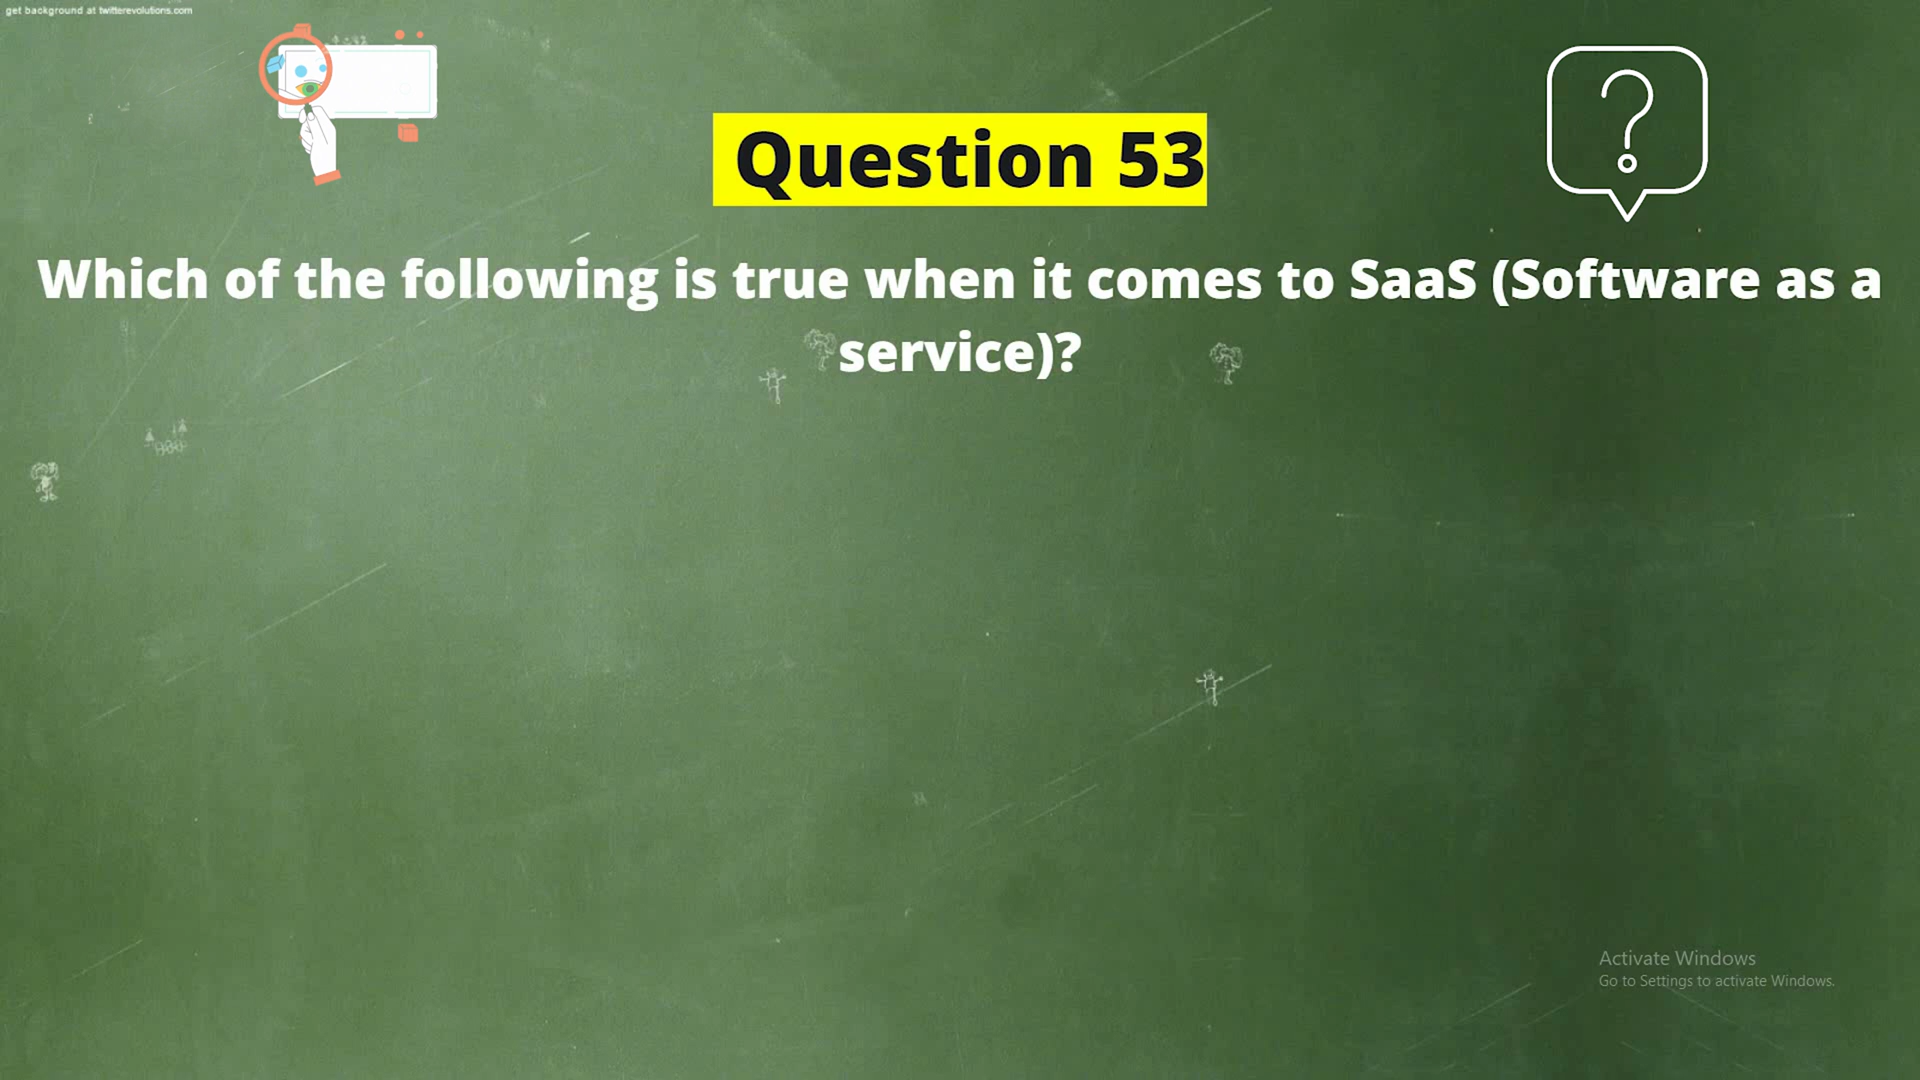 get background at twitterevolutions.com
Question 53
Which of the following is true when it comes to SaaS (Software as a
service)?
Activate Windows
Go to Settings to activate Windows.